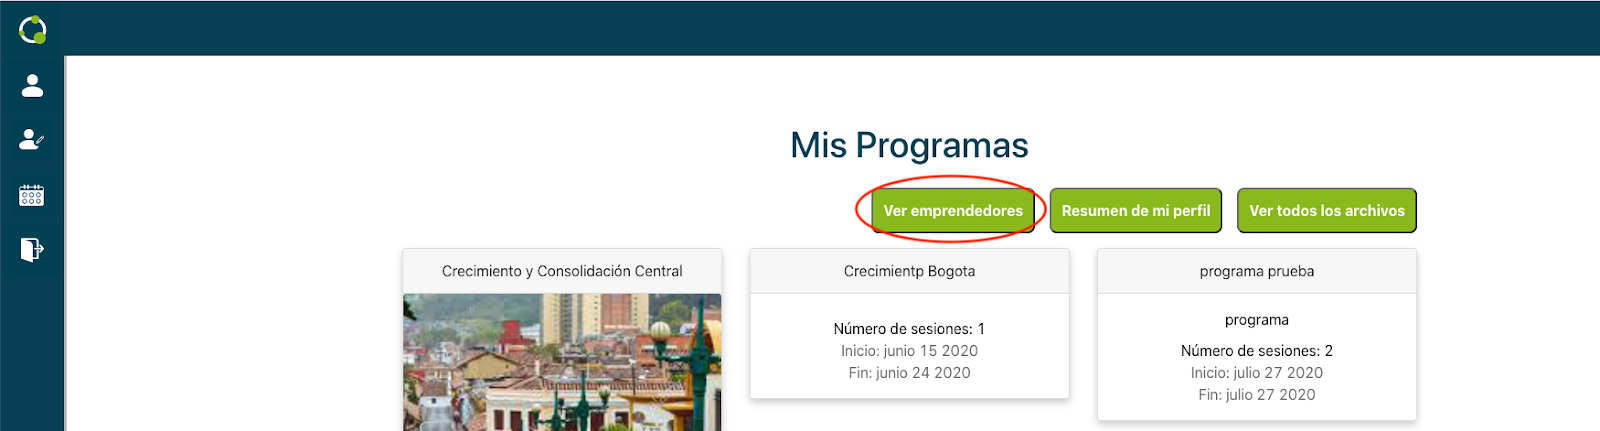 Mis Programas
Ver emprendedores
Resumen de mi perfil
Ver todos los archivos
Crecimiento y Consolidación Central
Crecimientp Bogota
Número de sesiones: 1
Inicio: junio 15 2020
Fin: junio 24 2020
programa prueba
programa
Número de sesiones: 2
Inicio: julio 27 2020
Fin: julio 27 2020